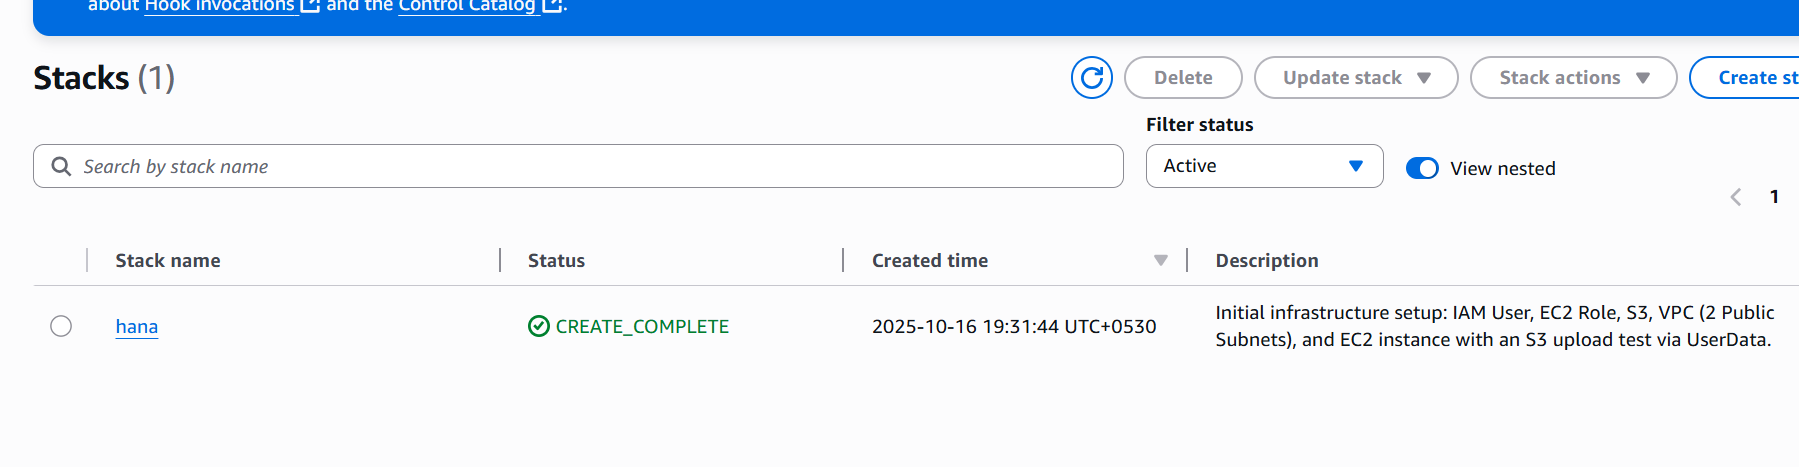 about Hook Invocations and the Control Catalog.
Stacks (1)
Delete
Update stack
Stack actions
Create st
Filter status
Search by stack name
Active
View nested
1
Stack name
Status
Created time
Description
hana
CREATE_COMPLETE
2025-10-16 19:31:44 UTC+0530
Initial infrastructure setup: IAM User, EC2 Role, S3, VPC (2 Public
Subnets), and EC2 instance with an S3 upload test via UserData.